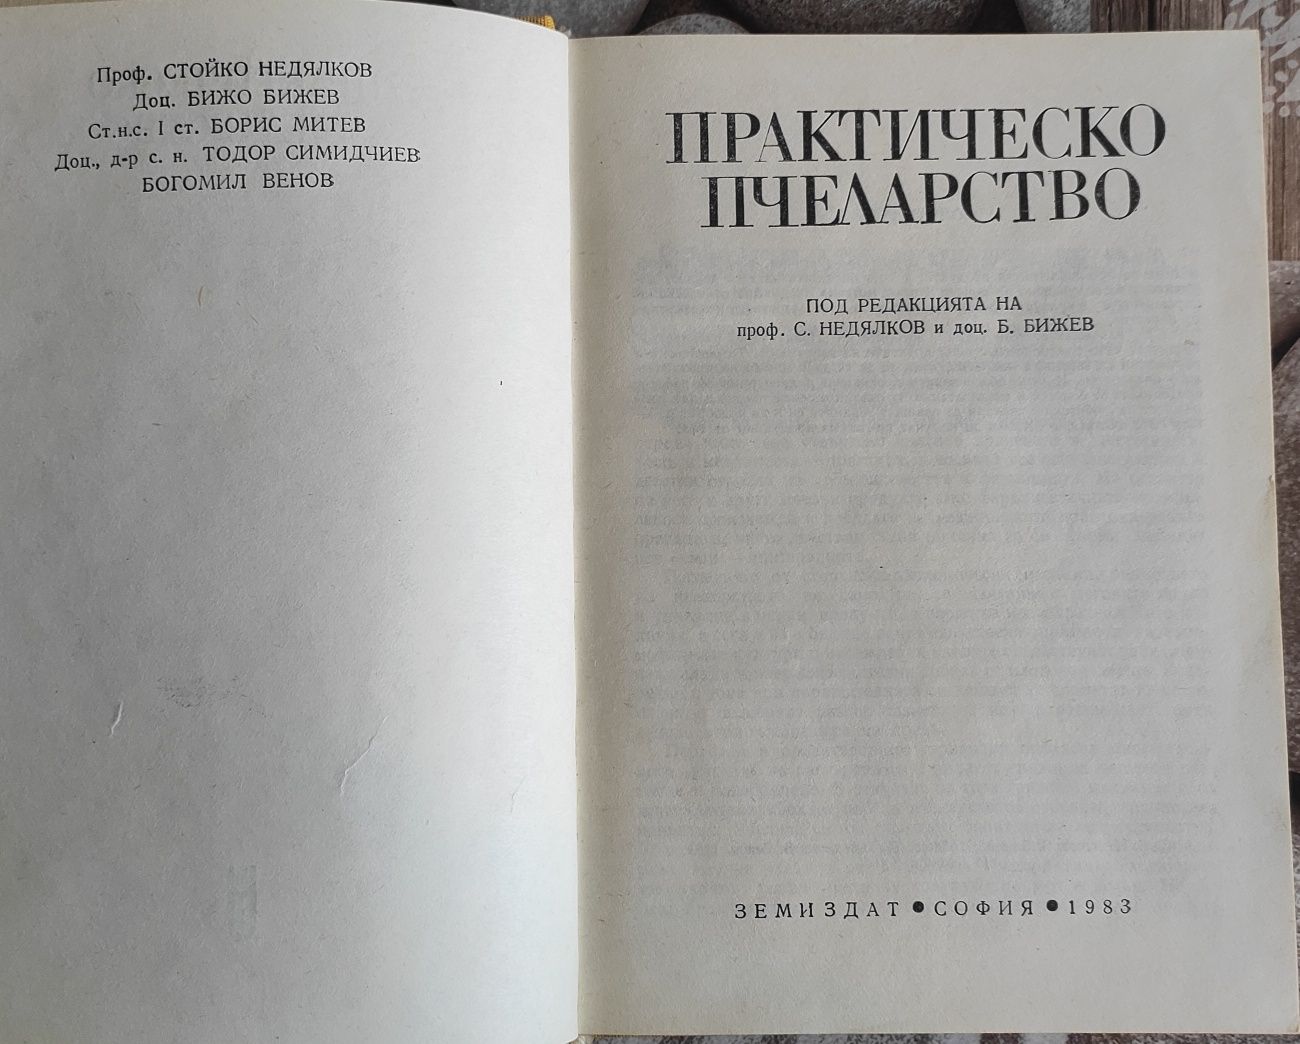 Проф. СТОЙКО НЕДЯЛКОВ
Доц. БИЖО БИЖЕВ
Ст.н.с. I ст. БОРИС МИТЕВ
Доц., д-р с. н. ТОДОР СИМИДЧИЕВ
БОГОМИЛ ВЕНОВ
ПРАКТИЧЕСКО
ПЧЕЛАРСТВО
ПОД РЕДАКЦИЯТА НА
проф. С. НЕДЯЛКОВ и доц. Б. БИЖЕВ
ЗЕМИЗДАТ ● СОФИЯ ● 1983